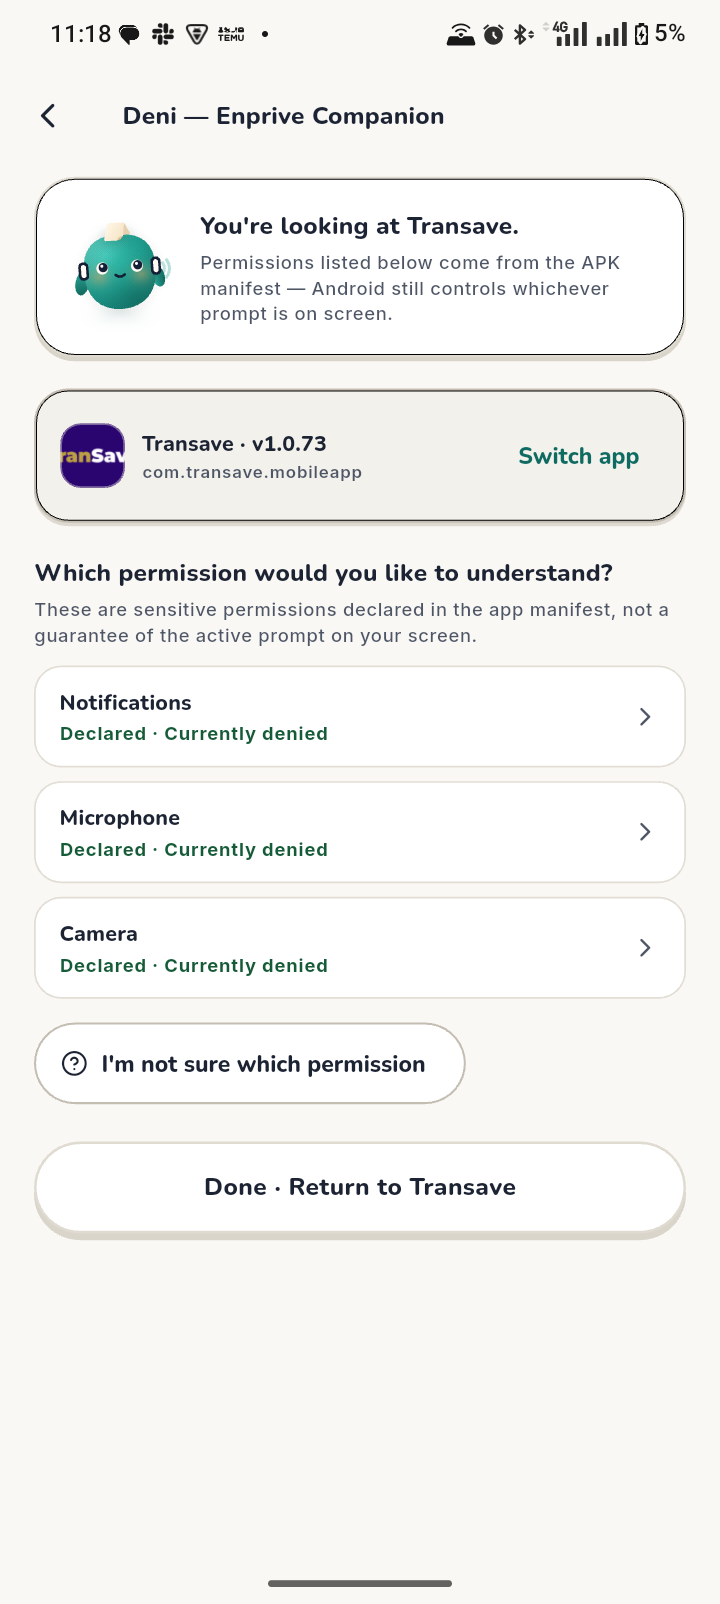 11:18
TEMU
4G
5%
Deni — Enprive Companion
You're looking at Transave.
Permissions listed below come from the APK
manifest — Android still controls whichever
prompt is on screen.
ranSav
Transave · v1.0.73
com.transave.mobileapp
Switch app
Which permission would you like to understand?
These are sensitive permissions declared in the app manifest, not a
guarantee of the active prompt on your screen.
Notifications
Declared · Currently denied
Microphone
Declared · Currently denied
Camera
Declared · Currently denied
I'm not sure which permission
Done · Return to Transave